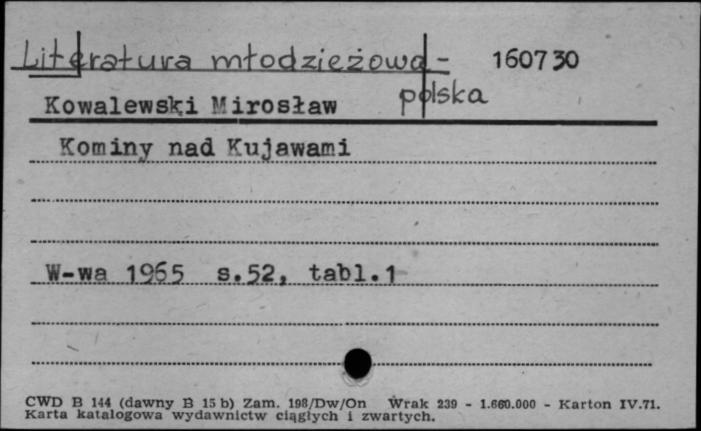 Literatura młodzieżowa - 160730
polska
Kowalewski Mirosław
Kominy nad Kujawami
W-wa 1965 s.52, tabl.1
CWD B 144 (dawny B 15 b) Zam. 198/Dw/On Wrak 239 - 1.660.000 - Karton IV.71.
Karta katalogowa wydawnictw ciągłych i zwartych.